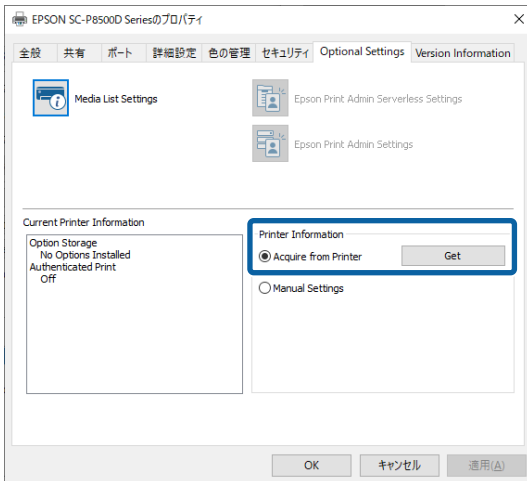 EPSON SC-P8500D Seriesのプロパティ
全般 共有 ポート 詳細設定 色の管理 セキュリティ Optional Settings Version Information
Media List Settings
Epson Print Admin Serverless Settings
Epson Print Admin Settings
Current Printer Information
Option Storage
No Options Installed
Authenticated Print
Off
Printer Information
Acquire from Printer Get
Manual Settings
OK キャンセル 適用(A)